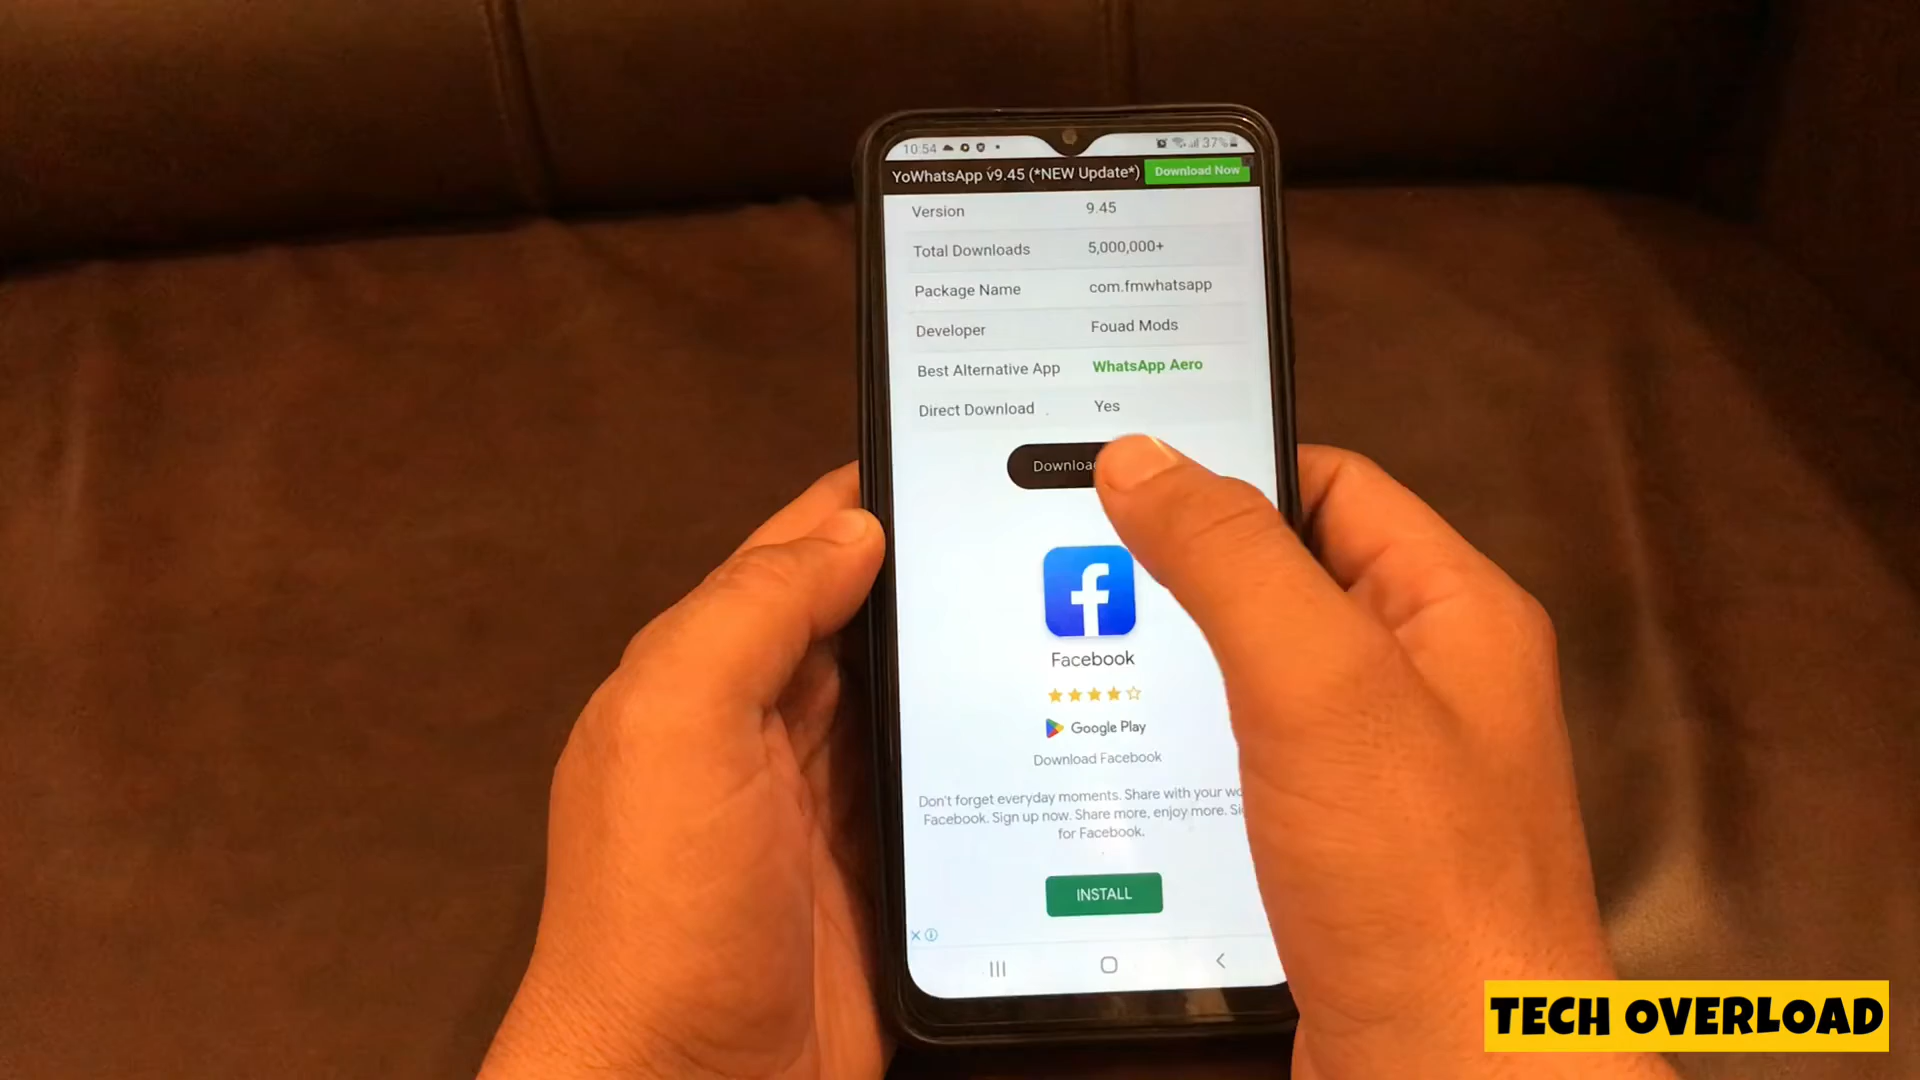 10:54
37%
YoWhatsApp v9.45 (*NEW Update*) Download Now
Version 9.45
Total Downloads 5,000,000+
Package Name com.fmwhatsapp
Developer Fouad Mods
Best Alternative App WhatsApp Aero
Direct Download Yes
Facebook
Google Play
Download Facebook
Don't forget everyday moments. Share with your
Facebook. Sign up now. Share more, enjoy more.
for Facebook.
INSTALL
TECH OVERLOAD